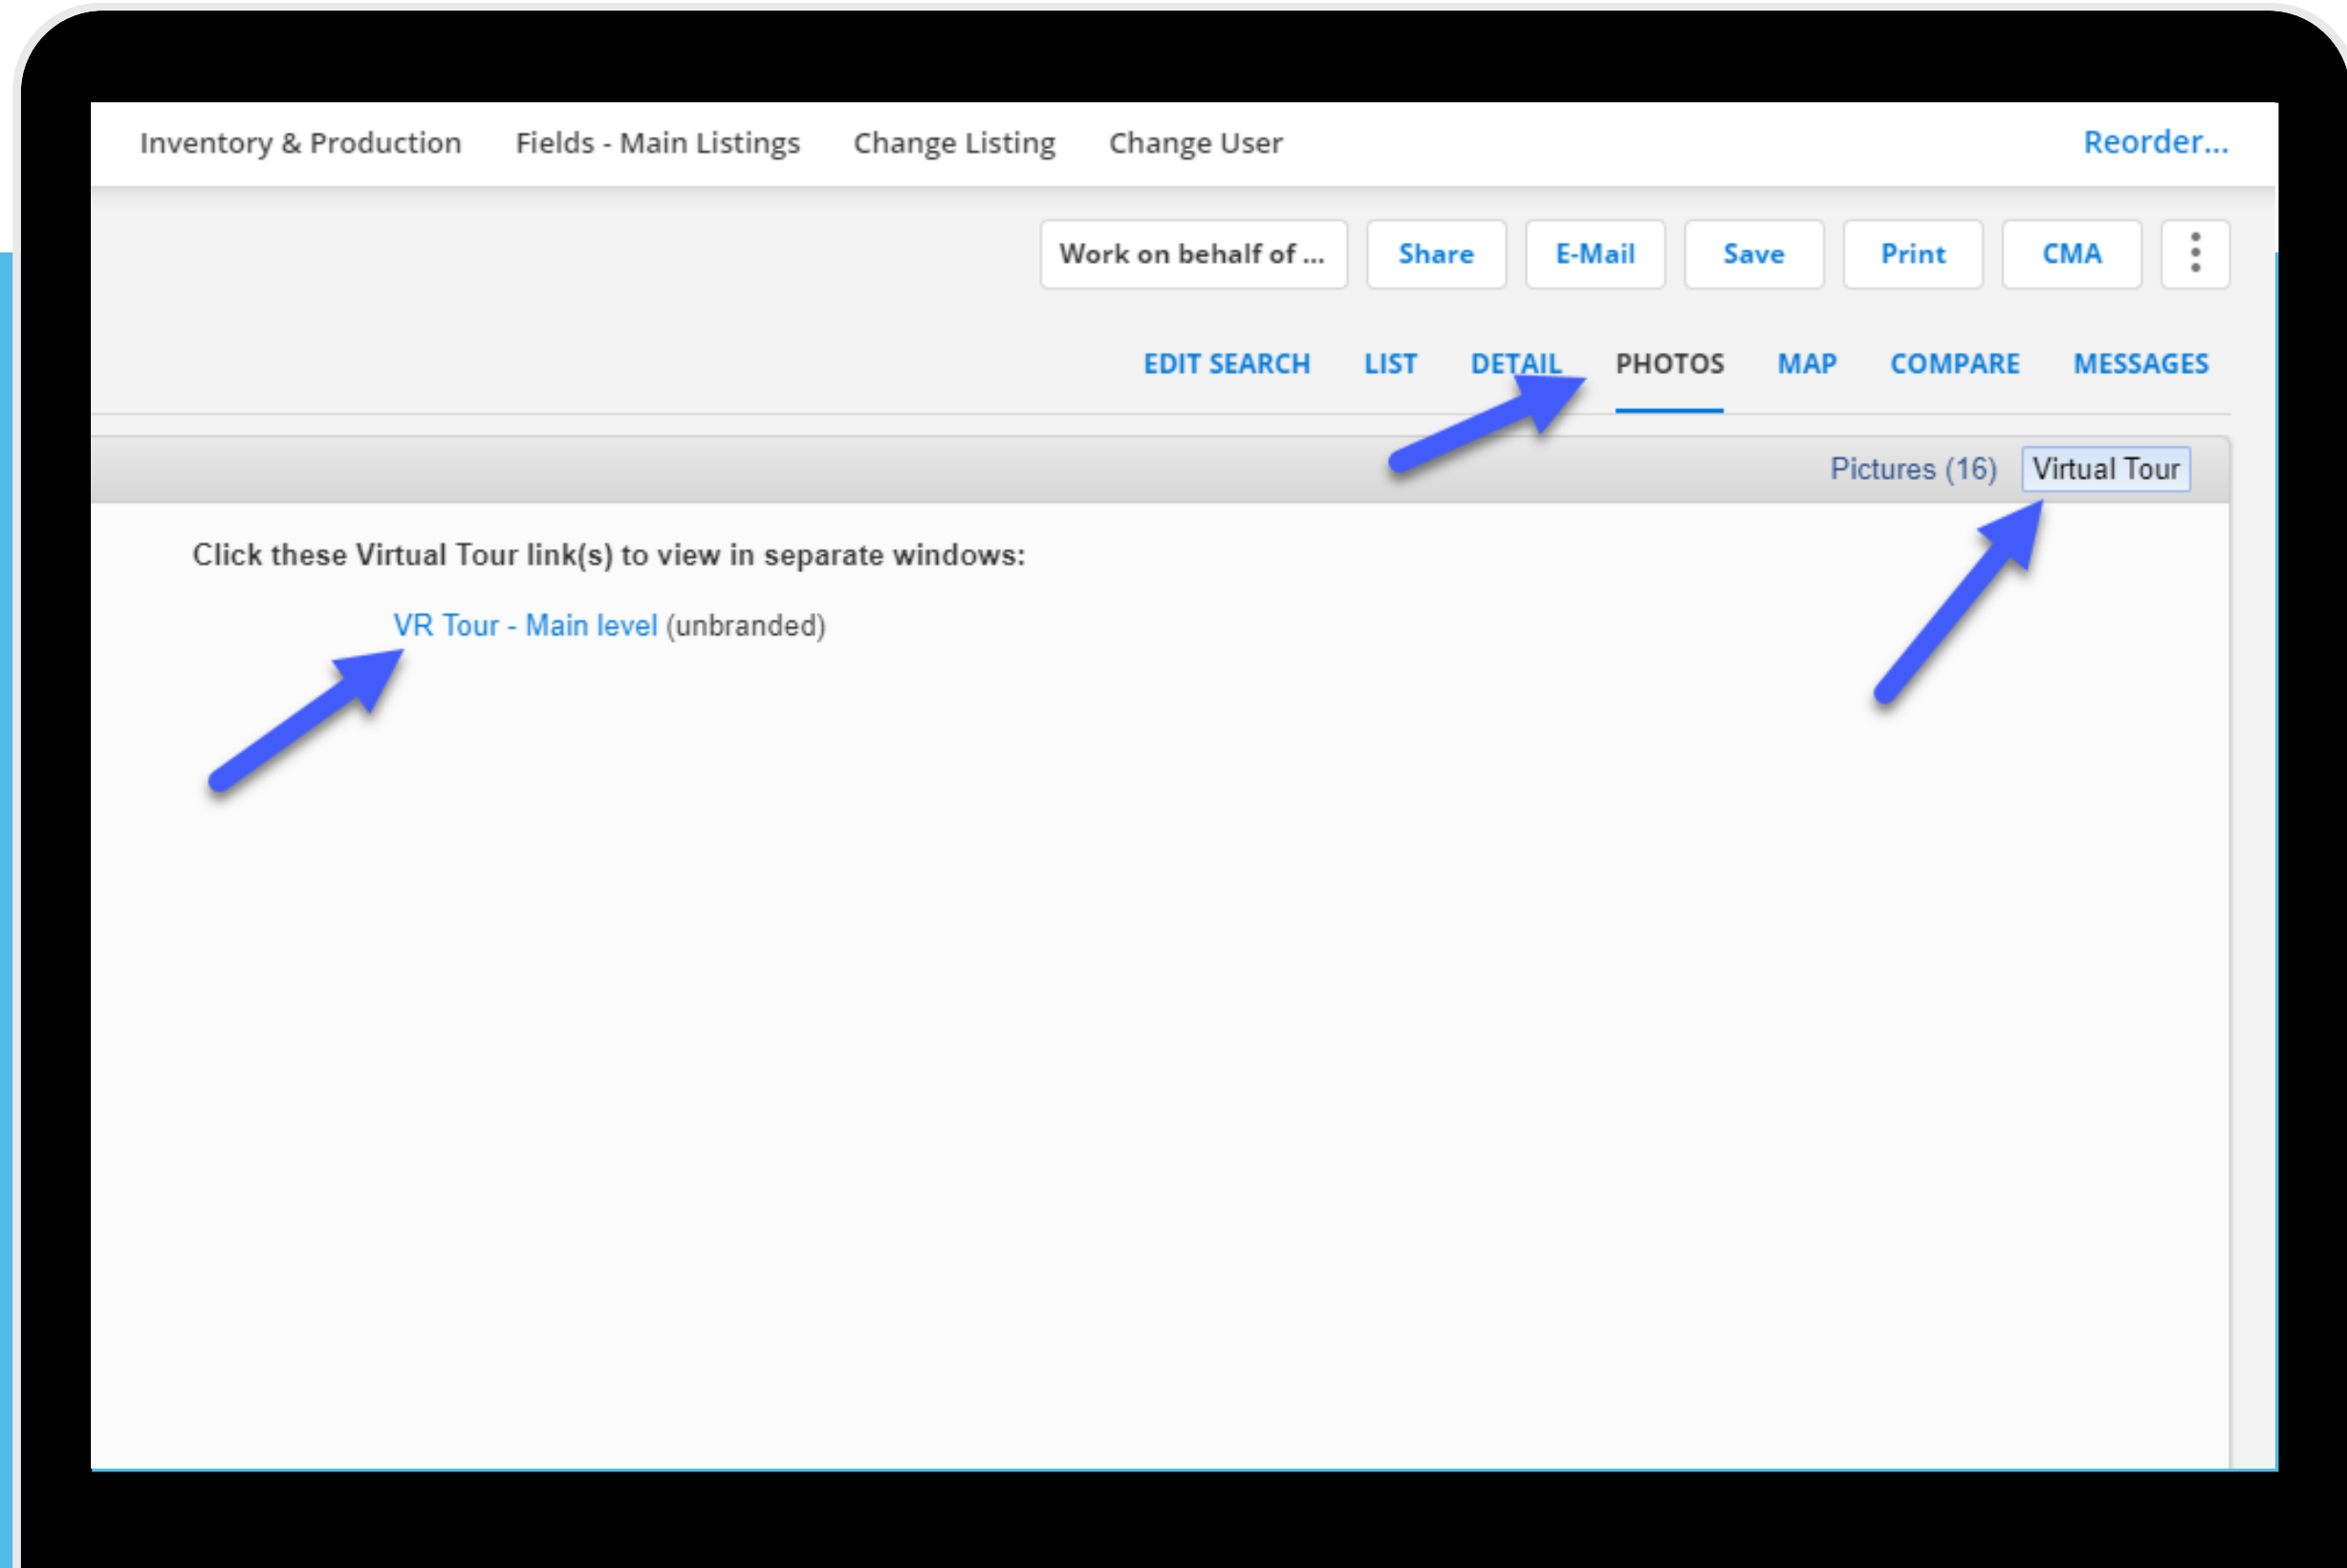 Inventory & Production Fields - Main Listings Change Listing Change User Reorder...
Work on behalf of ... Share E-Mail Save Print CMA
EDIT SEARCH LIST DETAIL PHOTOS MAP COMPARE MESSAGES
Pictures (16) Virtual Tour
Click these Virtual Tour link(s) to view in separate windows:
VR Tour - Main level (unbranded)